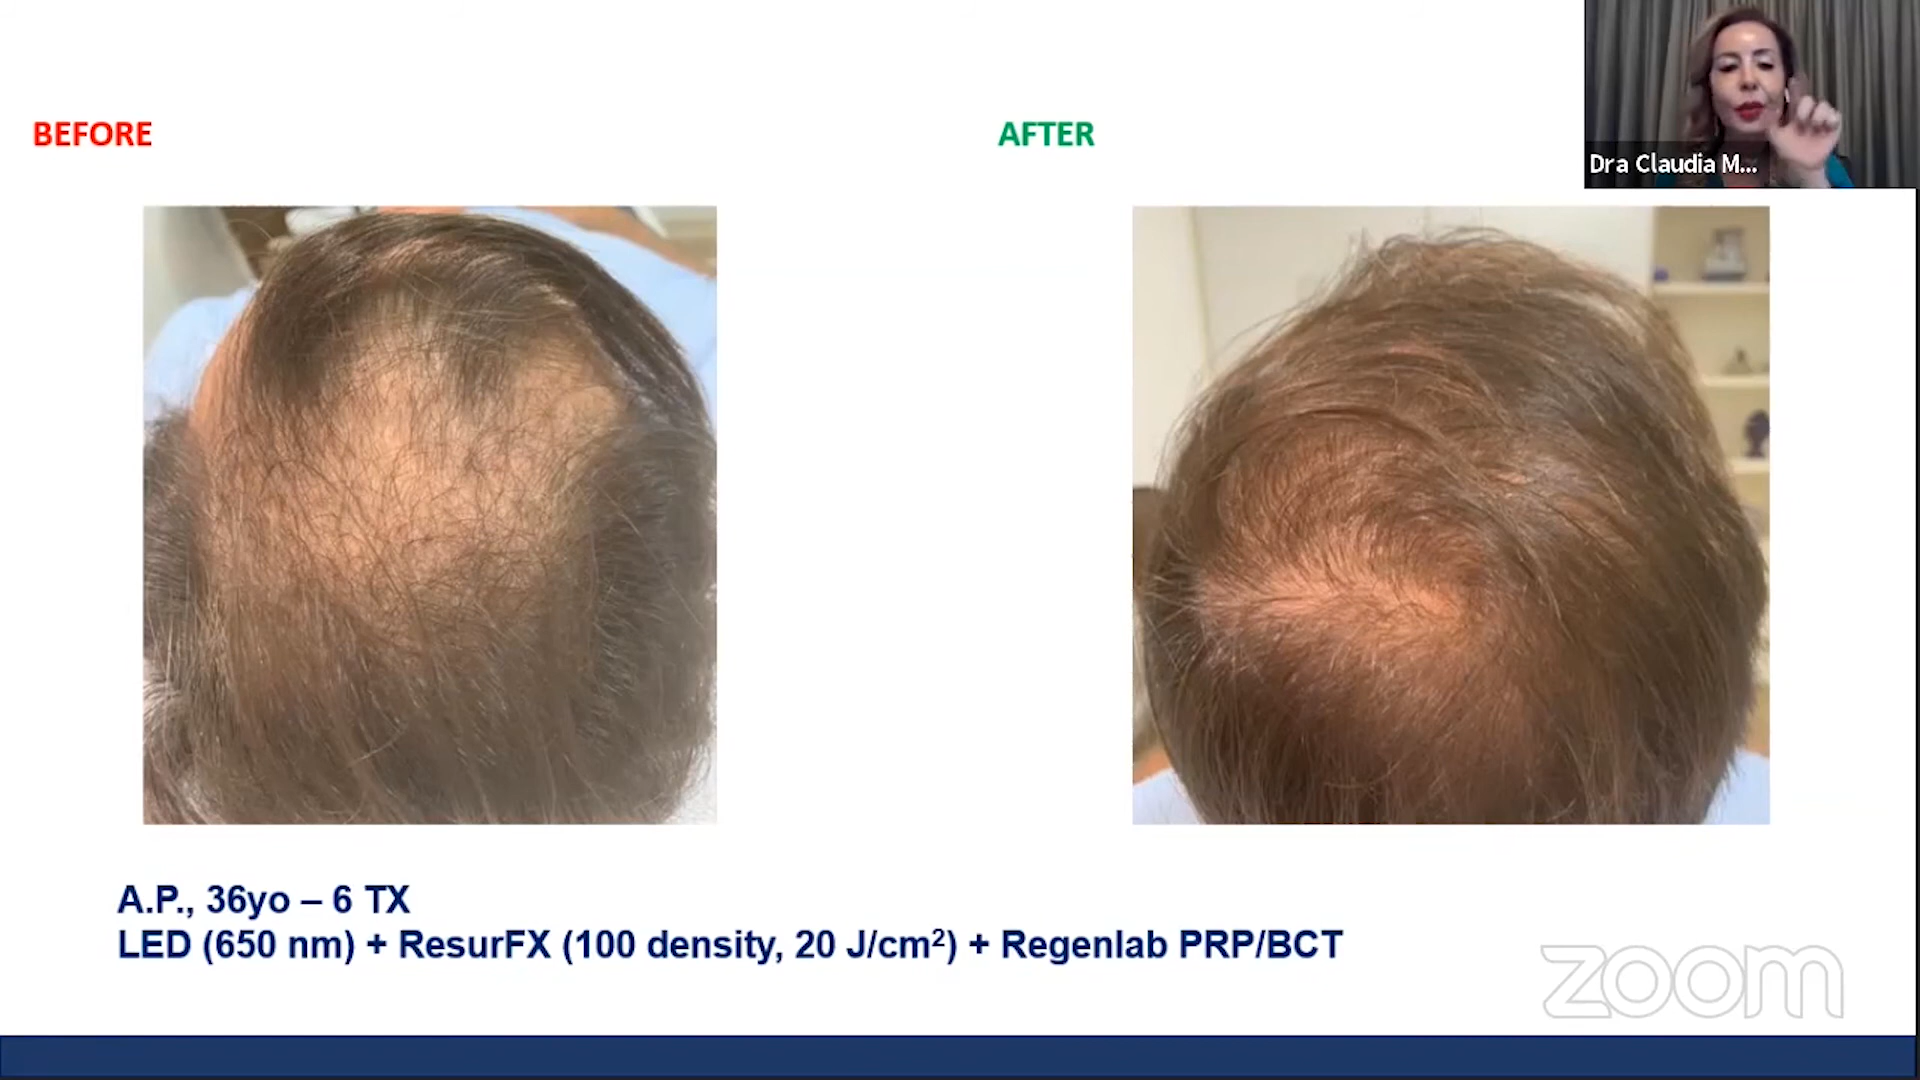 BEFORE
AFTER
Dra Claudia M...
A.P., 36yo – 6 TX
LED (650 nm) + ResurFX (100 density, 20 J/cm²) + Regenlab PRP/BCT
zoom